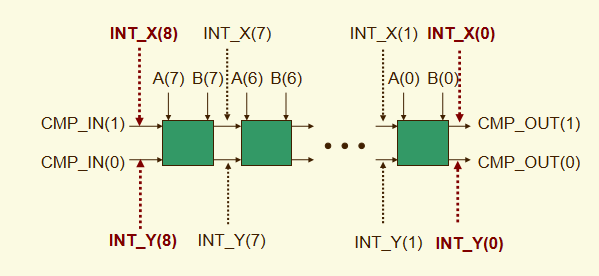 INT_X(8) INT_X(7) INT_X(1) INT_X(0)
A(7) B(7) A(6) B(6) A(0) B(0)
CMP_IN(1) CMP_OUT(1)
CMP_IN(0) CMP_OUT(0)
INT_Y(8) INT_Y(7) INT_Y(1) INT_Y(0)